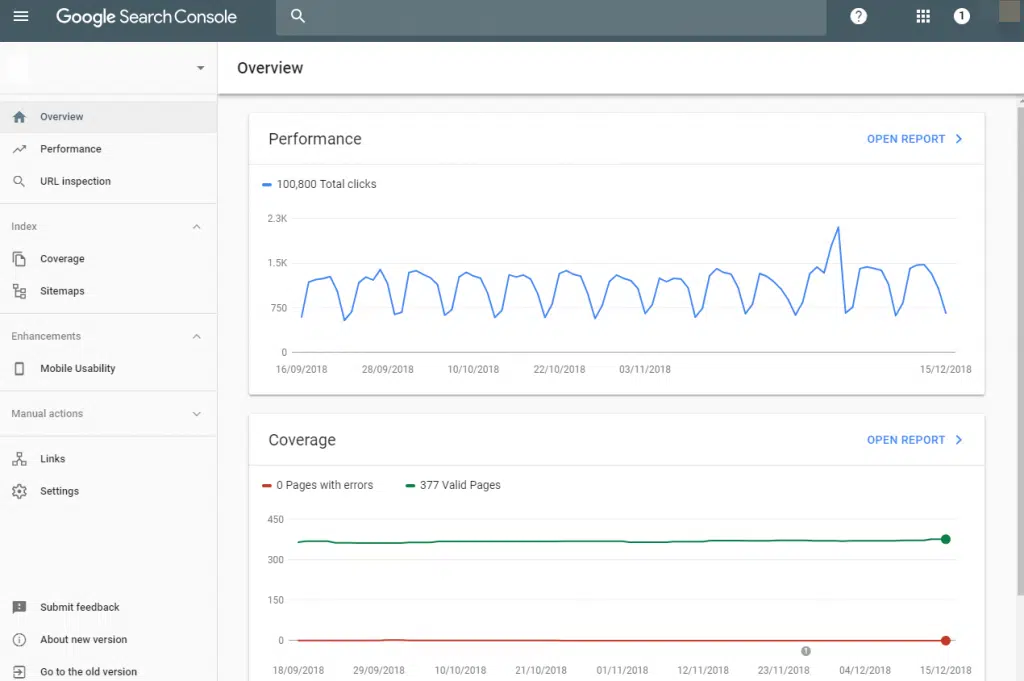 Google Search Console
1
Overview
Overview
Performance
URL inspection
Index
Coverage
Sitemaps
Enhancements
Mobile Usability
Manual actions
Links
Settings
Submit feedback
About new version
Go to the old version
Performance
OPEN REPORT
100,800 Total clicks
2.3K
1.5K
750
0
16/09/2018 28/09/2018 10/10/2018 22/10/2018 03/11/2018 15/12/2018
Coverage
OPEN REPORT
0 Pages with errors 377 Valid Pages
450
300
150
0
1
18/09/2018 29/09/2018 10/10/2018 21/10/2018 01/11/2018 12/11/2018 23/11/2018 04/12/2018 15/12/2018